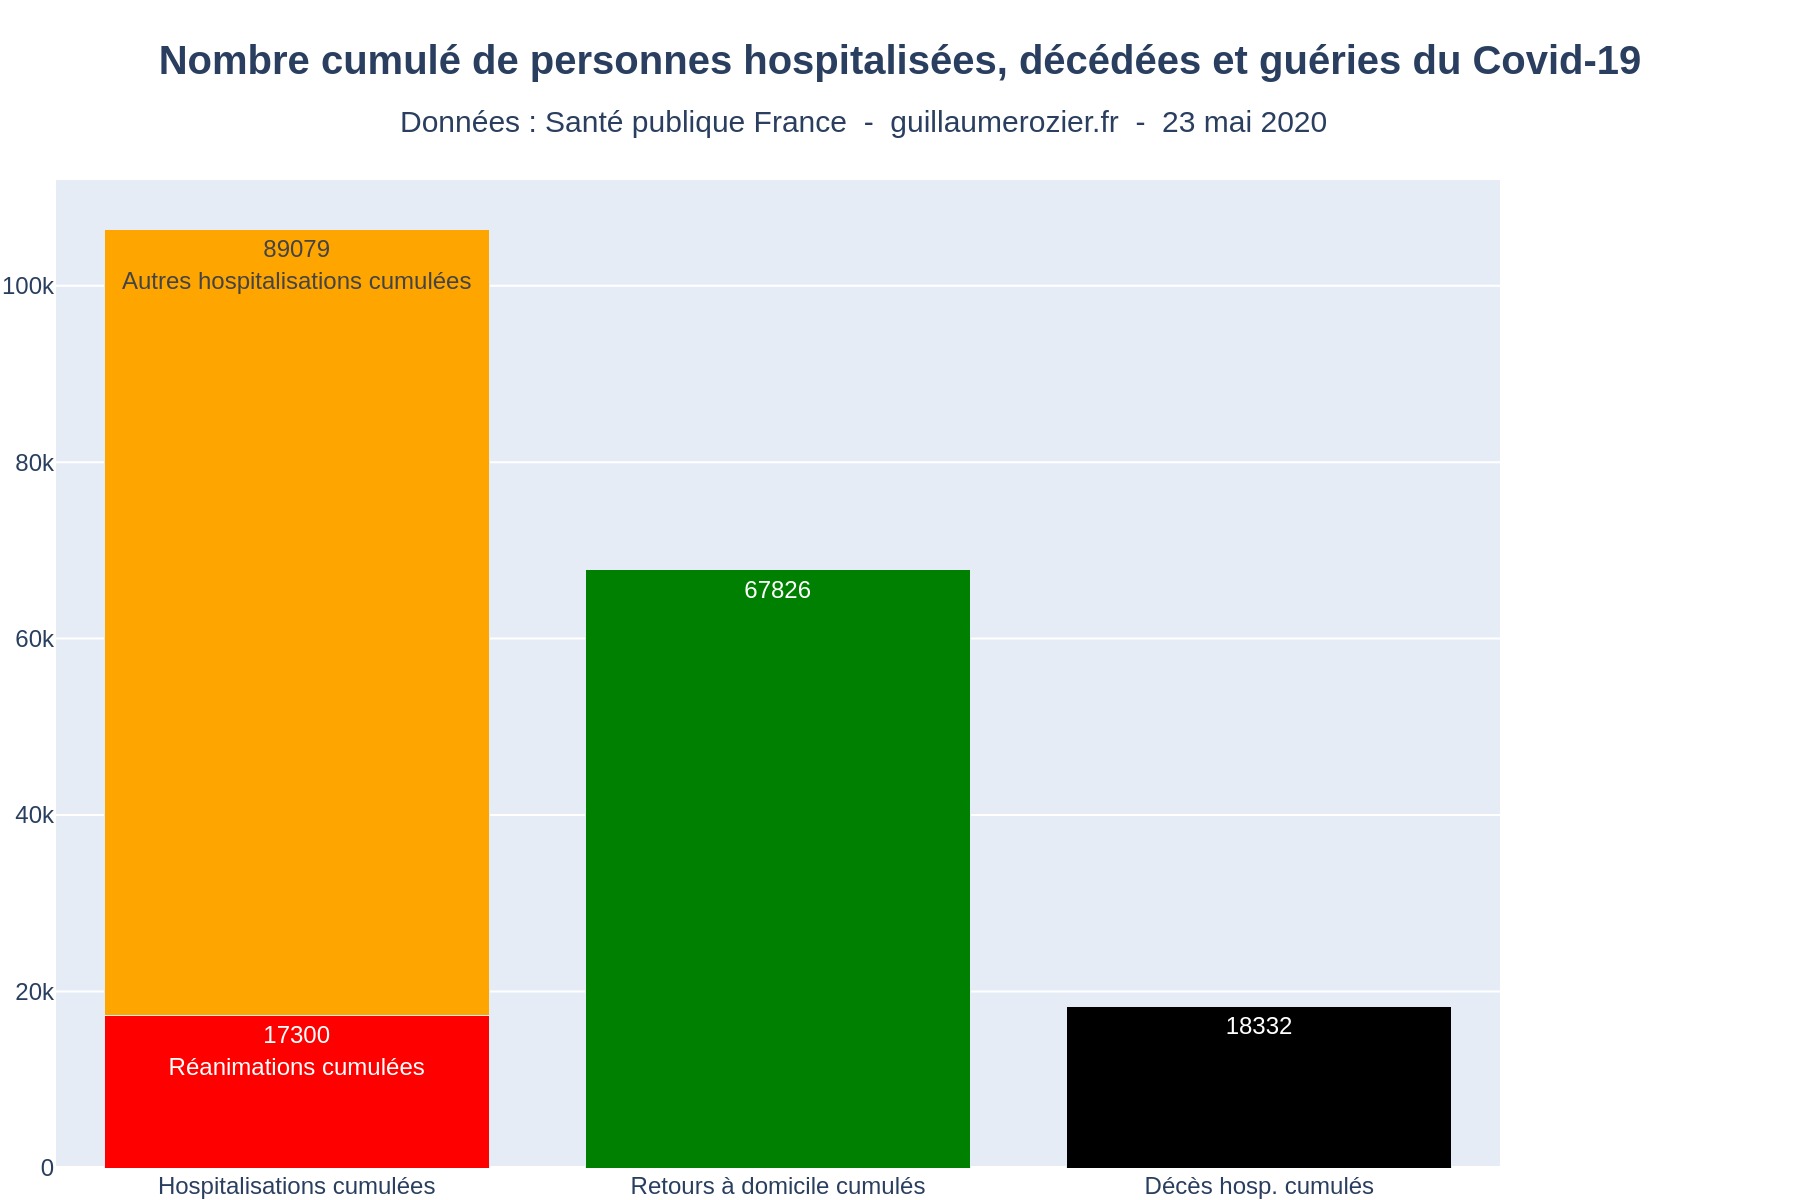 Nombre cumulé de personnes hospitalisées, décédées et guéries du Covid-19
Données : Santé publique France - guillaumerozier.fr - 23 mai 2020
100k
80k
60k
40k
20k
0
89079
Autres hospitalisations cumulées
17300
Réanimations cumulées
67826
18332
Hospitalisations cumulées
Retours à domicile cumulés
Décès hosp. cumulés